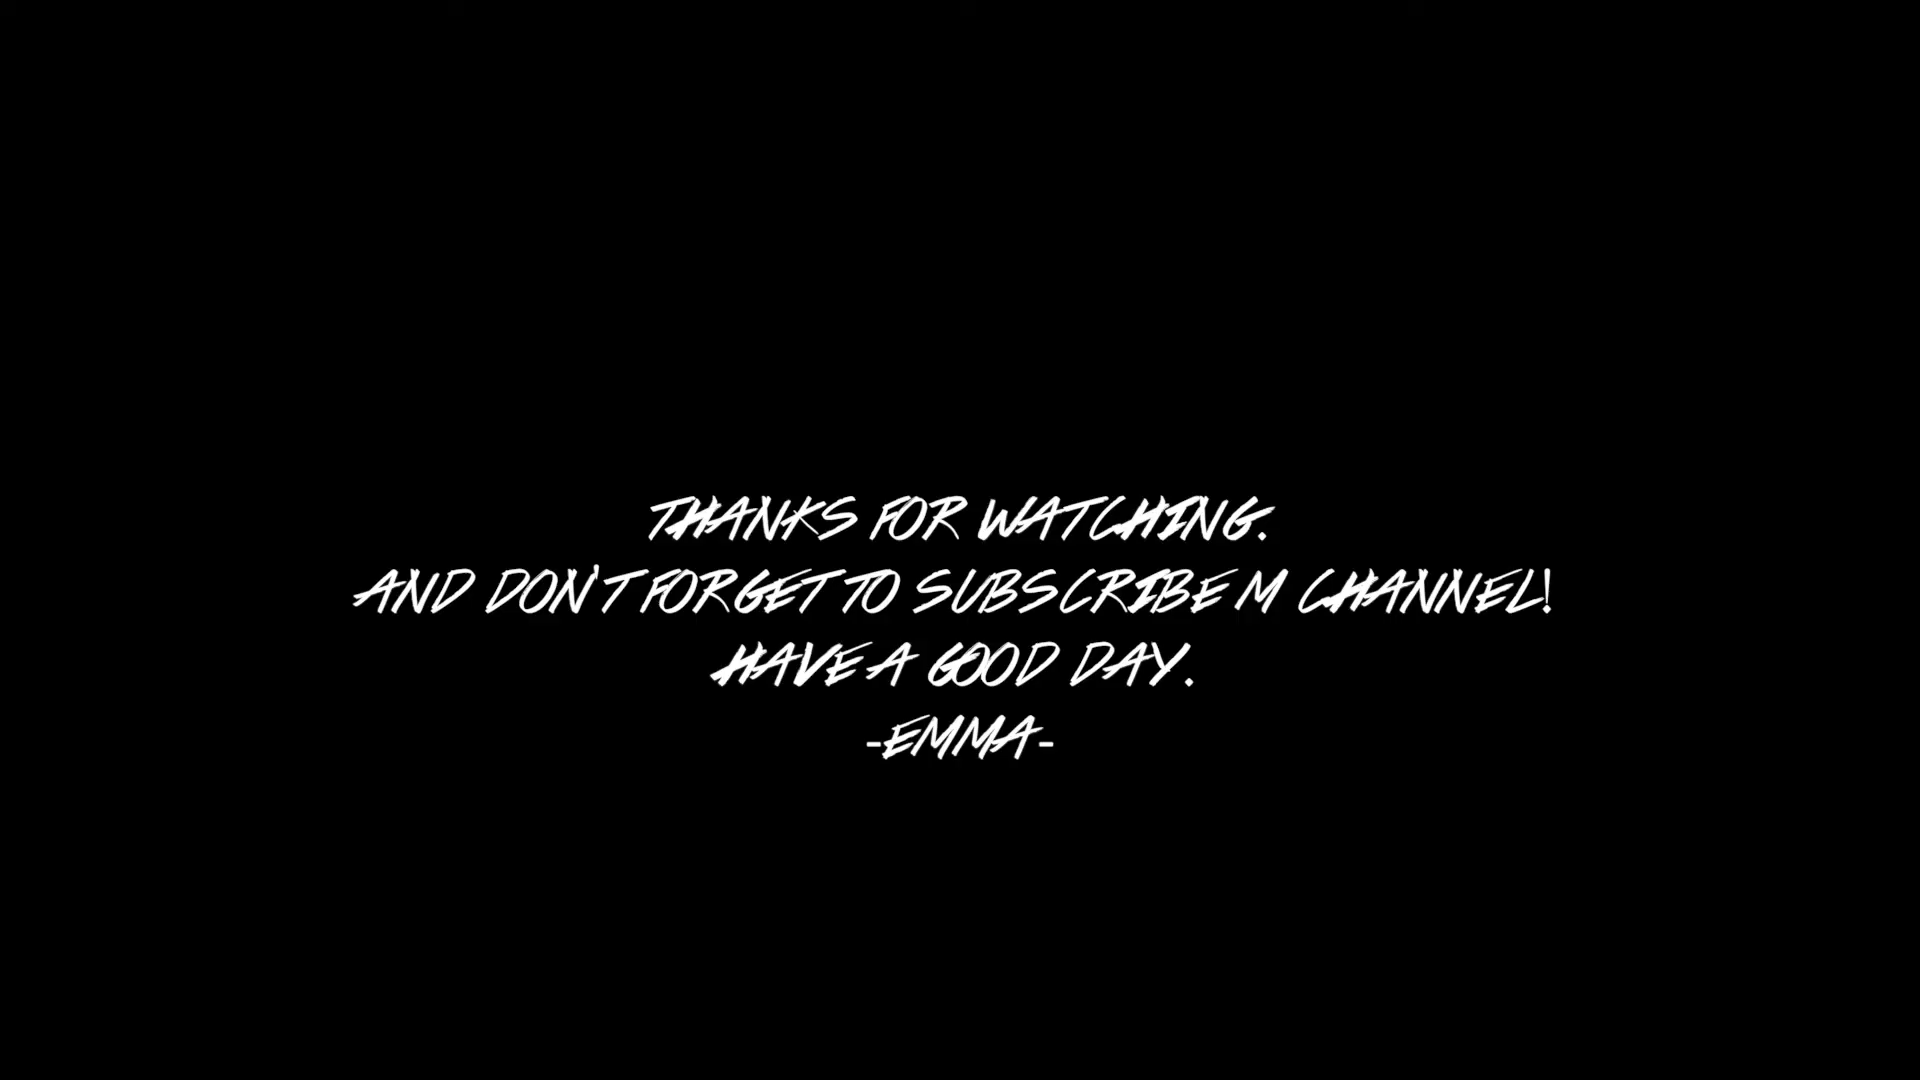 THANKS FOR WATCHING.
AND DON'T FORGET TO SUBSCRIBE M CHANNEL!
HAVE A GOOD DAY.
-EMMA-